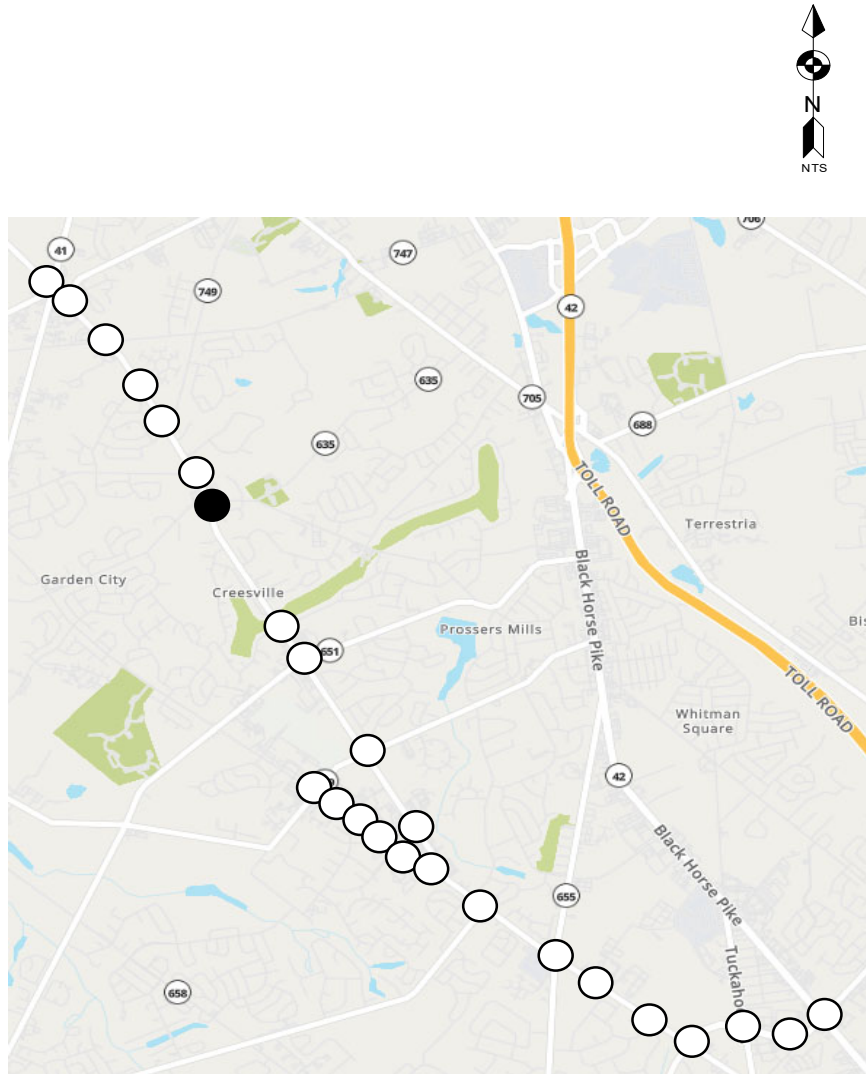 N
NTS
706
41
747
749
42
635
705
688
635
TOLL ROAD
Terrestria
Garden City
Creesville
Black Horse Pike
Prossers Mills
651
Bis
TOLL ROAD
Whitman
Square
42
Black Horse Pike
655
Tuckaho
658